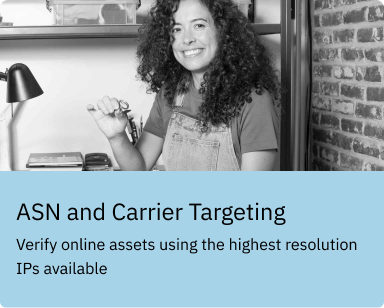 ASN and Carrier Targeting
Verify online assets using the highest resolution
IPs available